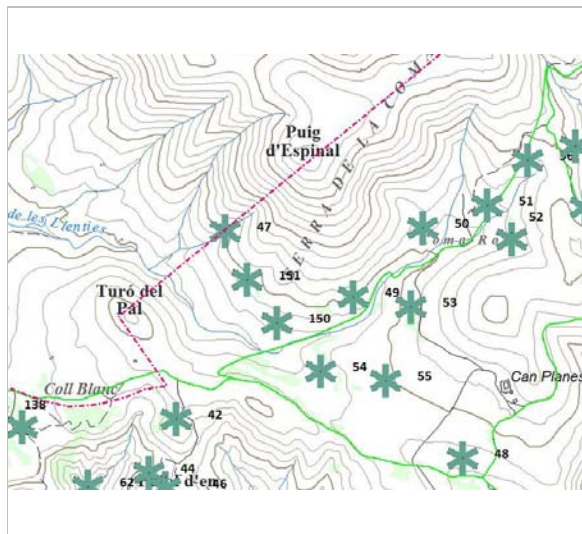 Puig
d'Espinal
SERRA DE LA COM
56
51
52
50
47
de les Llenties
151
Turó del
Pal
49
53
150
54
55
Can Planes
Coll Blanc
138
42
48
44
62
46